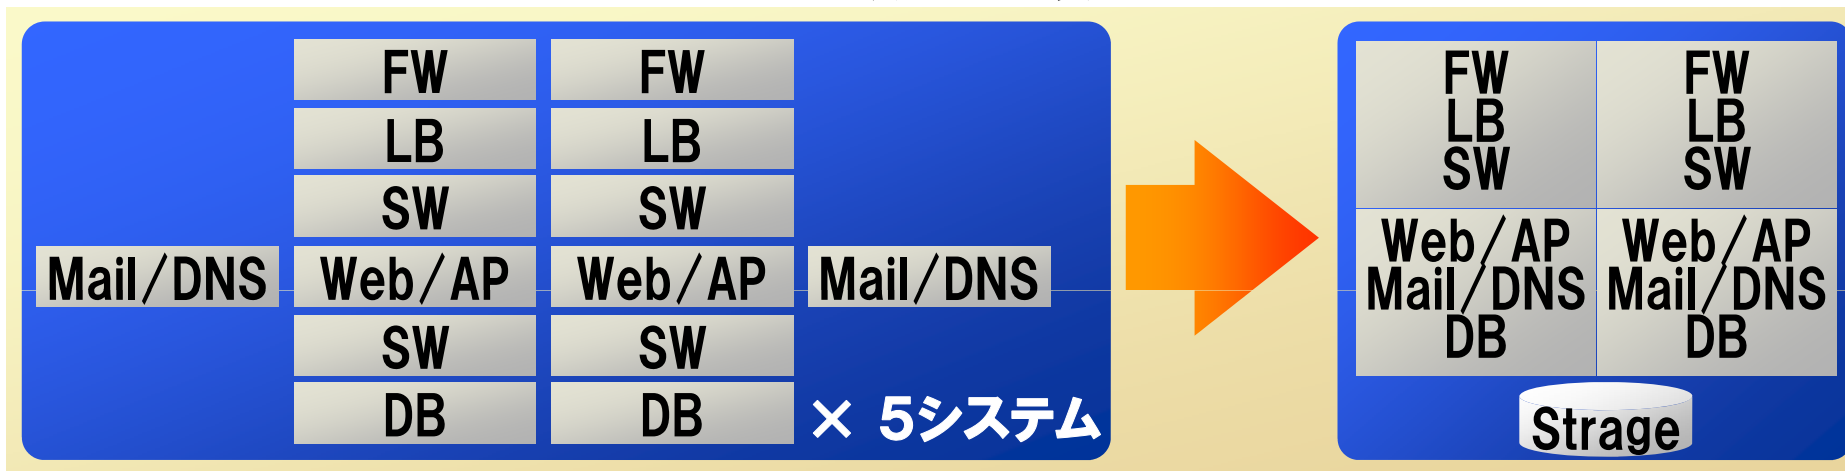 FW FW
LB LB
SW SW
Mail/DNS Web/AP Web/AP Mail/DNS
SW SW
DB DB × 5システム
FW FW
LB LB
SW SW
Web/AP Web/AP
Mail/DNS Mail/DNS
DB DB
Strage